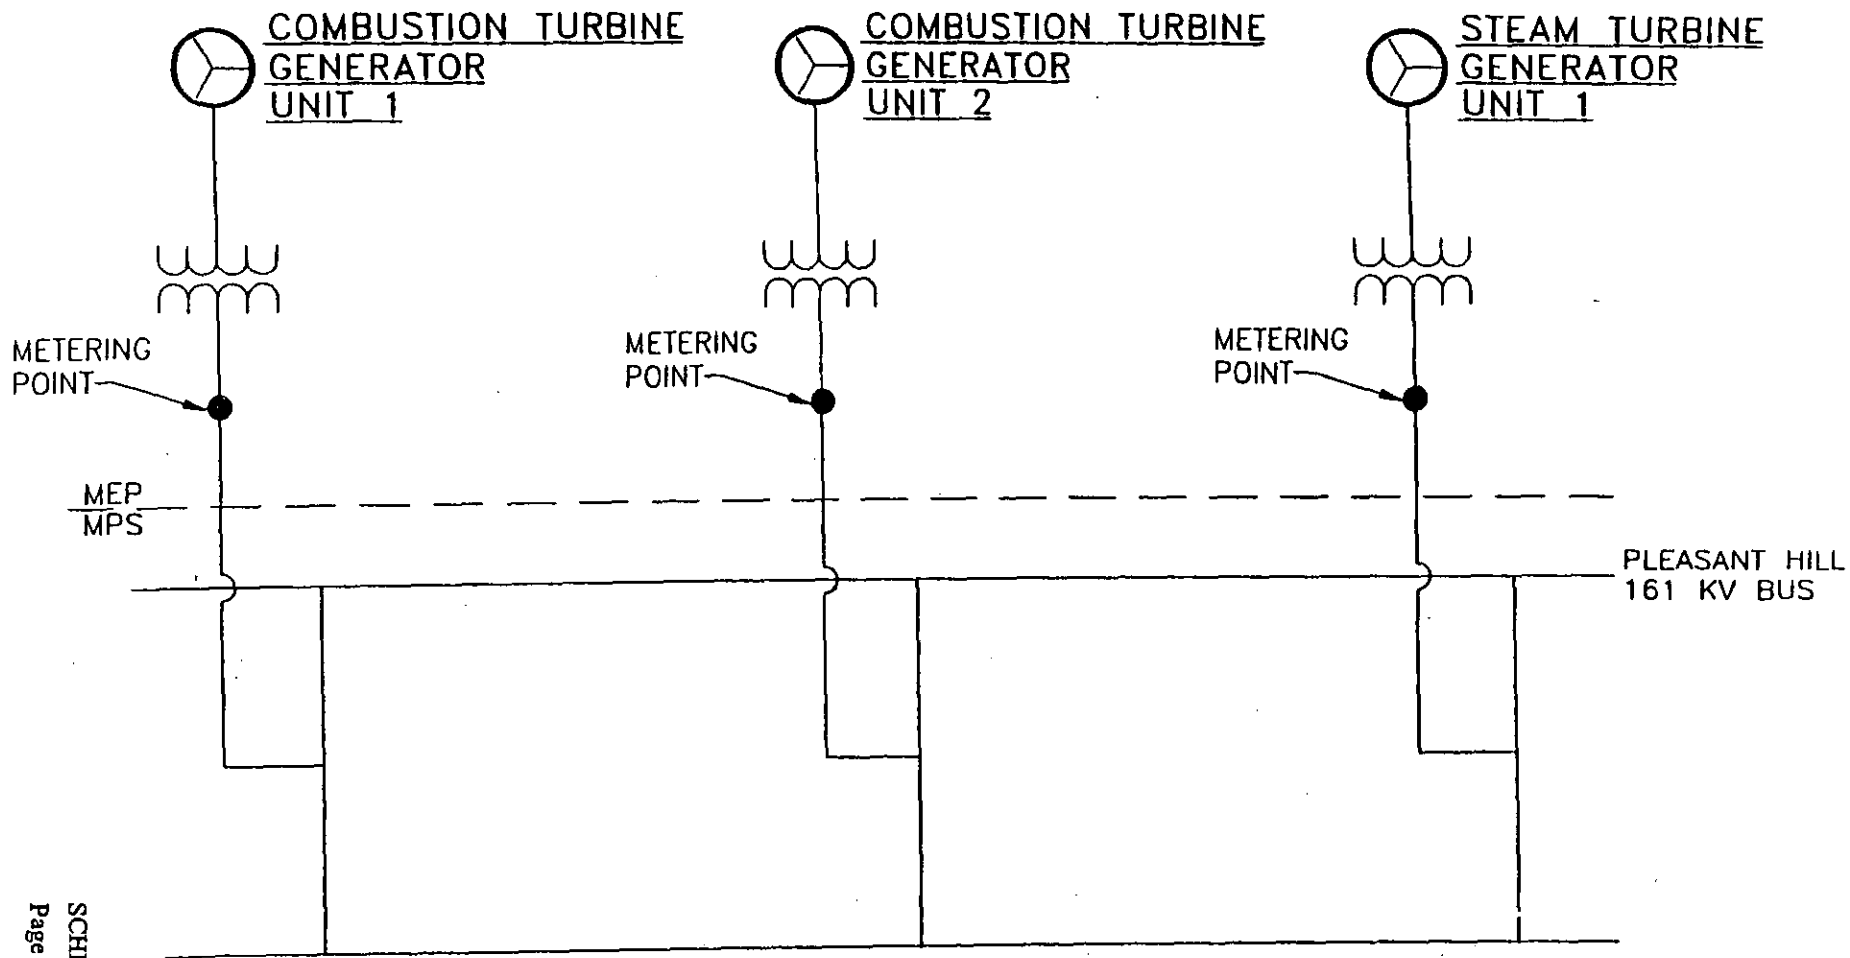 COMBUSTION TURBINE
GENERATOR
UNIT 1
COMBUSTION TURBINE
GENERATOR
UNIT 2
STEAM TURBINE
GENERATOR
UNIT 1
METERING
POINT
METERING
POINT
METERING
POINT
MEP
MPS
PLEASANT HILL
161 KV BUS
Page